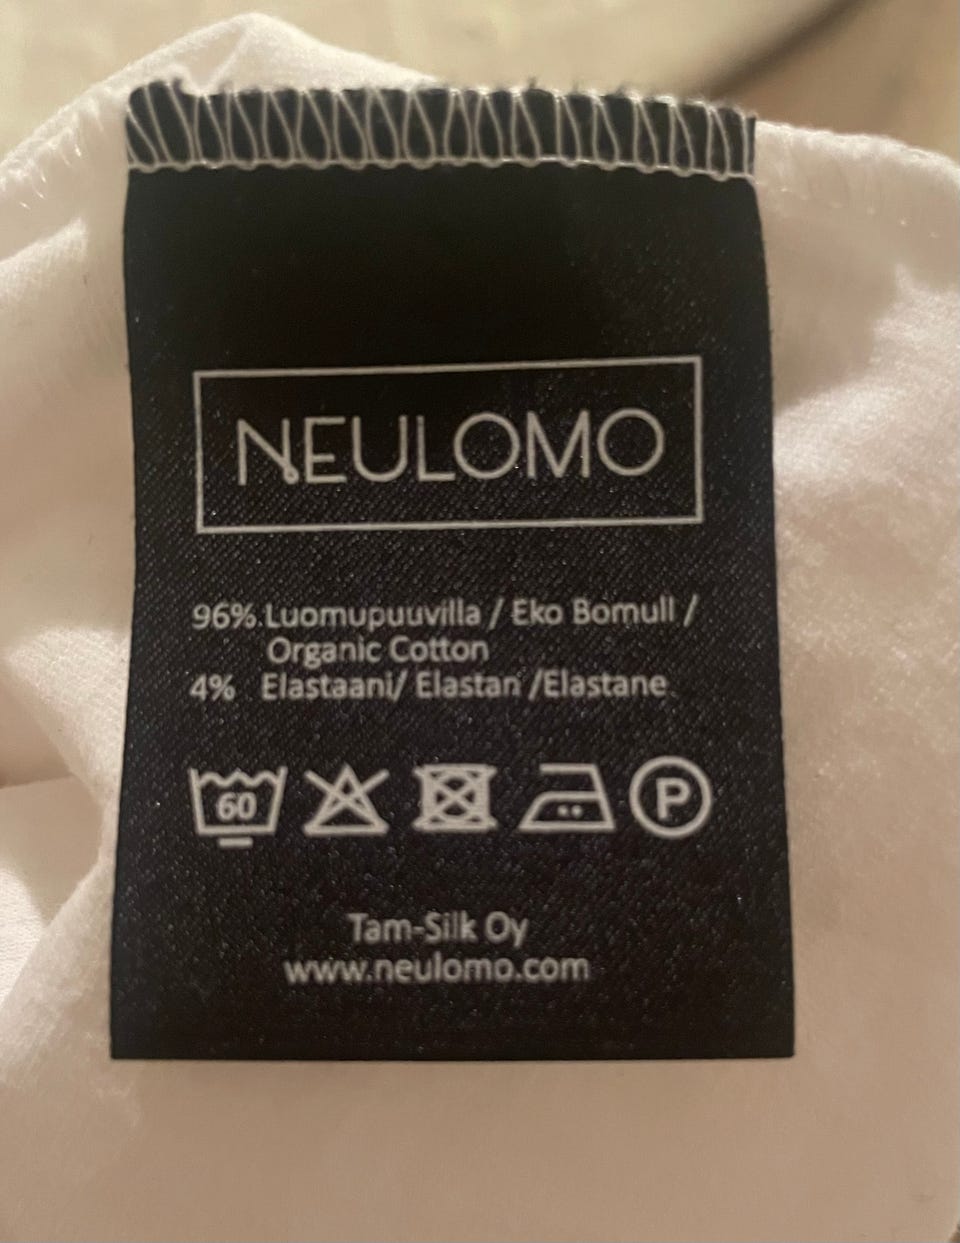 NEULOMO
96% Luomupuuvilla / Eko Bomull /
Organic Cotton
4% Elastaani/ Elastan /Elastane
60
P
Tam-Silk Oy
www.neulomo.com